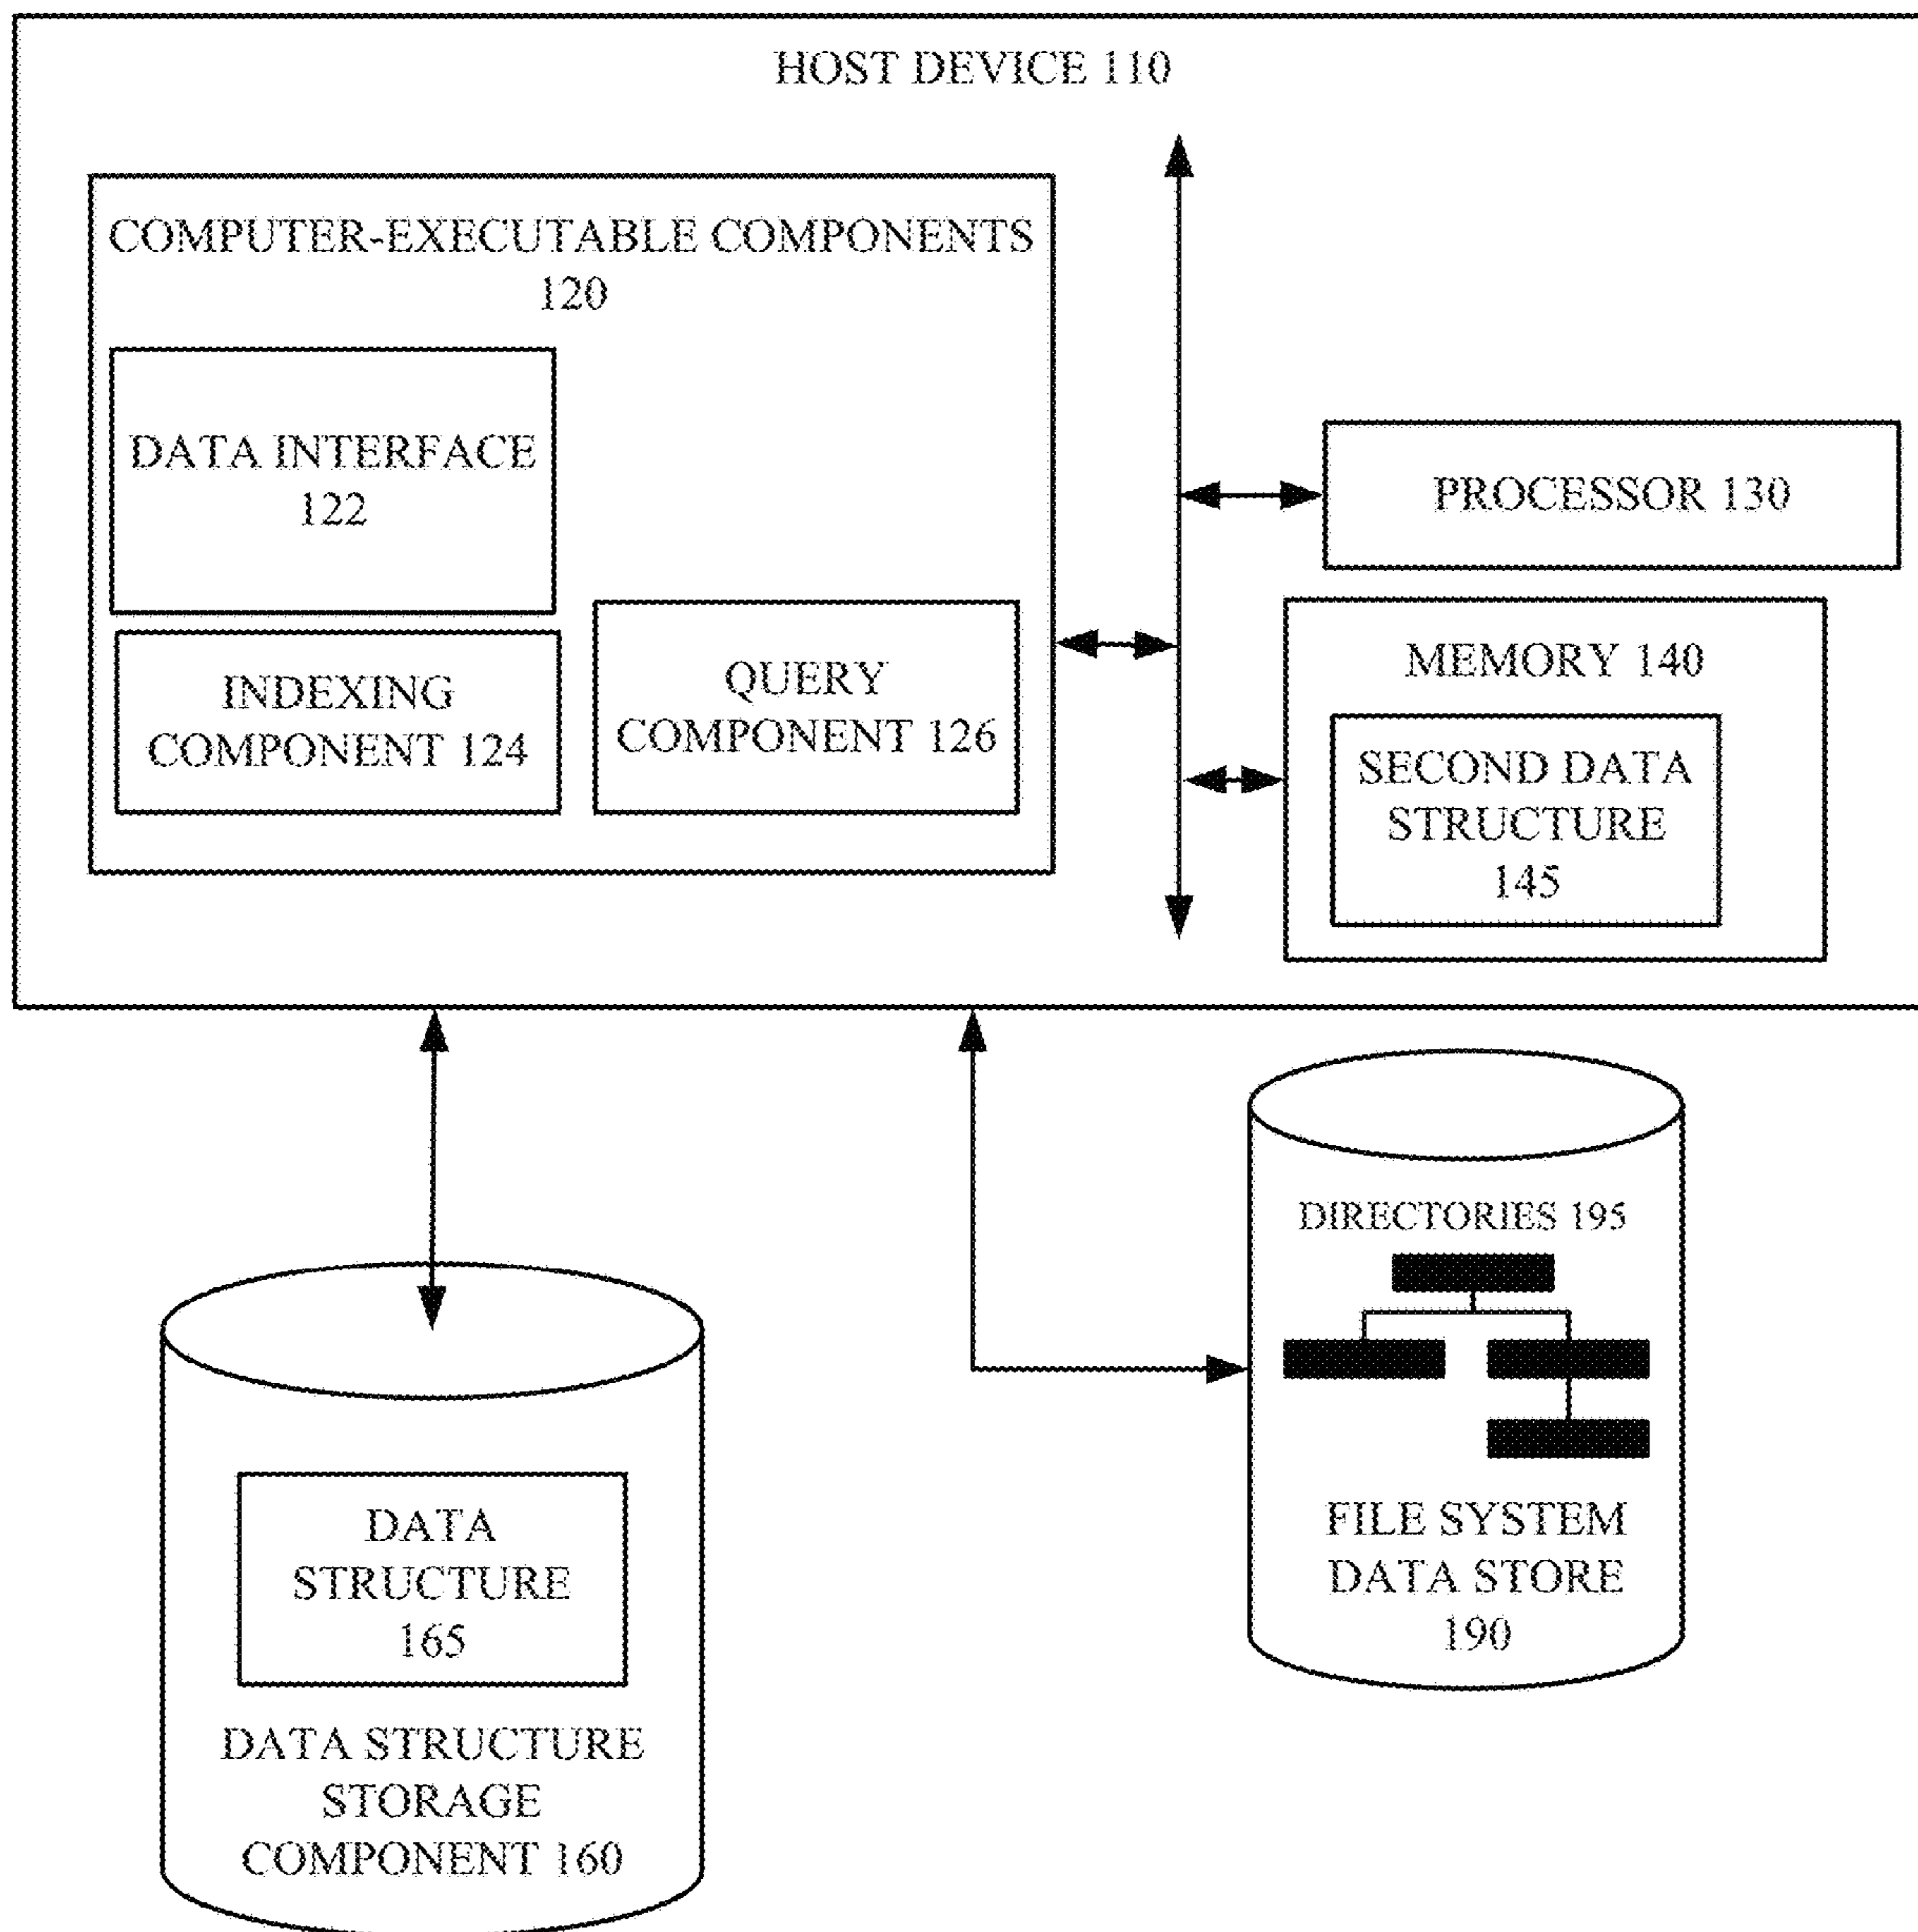 HOST DEVICE 110
COMPUTER-EXECUTABLE COMPONENTS
120
DATA INTERFACE
122
INDEXING
COMPONENT 124
QUERY
COMPONENT 126
PROCESSOR 130
MEMORY 140
SECOND DATA
STRUCTURE
145
DIRECTORIES 195
FILE SYSTEM
DATA STORE
190
DATA
STRUCTURE
165
DATA STRUCTURE
STORAGE
COMPONENT 160